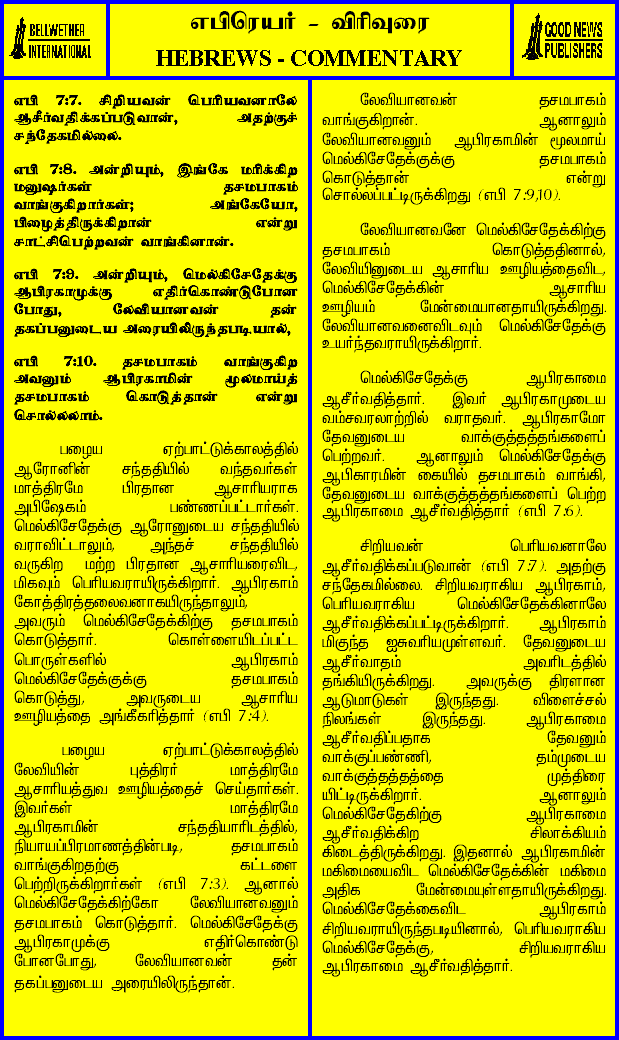 BELLWETHER
INTERNATIONAL
எபிரெயர் - விரிவுரை
HEBREWS - COMMENTARY
GOOD NEWS
PUBLISHERS
எபி 7:7. சிறியவன் பெரியவனாலே
ஆசீர்வதிக்கப்படுவான், அதற்குச்
சந்தேகமில்லை.
எபி 7:8. அன்றியும், இங்கே மரிக்கிற
மனுஷர்கள் தசமபாகம்
வாங்குகிறார்கள்; அங்கேயோ,
பிழைத்திருக்கிறான் என்று
சாட்சிபெற்றவன் வாங்கினான்.
எபி 7:9. அன்றியும், மெல்கிசேதேக்கு
ஆபிரகாமுக்கு எதிர்கொண்டுபோன
போது, லேவியானவன் தன்
தகப்பனுடைய அரையிலிருந்தபடியால்,
எபி 7:10. தசமபாகம் வாங்குகிற
அவனும் ஆபிரகாமின் மூலமாய்த்
தசமபாகம் கொடுத்தான் என்று
சொல்லலாம்.
பழைய ஏற்பாட்டுக்காலத்தில்
ஆரோனின் சந்ததியில் வந்தவர்கள்
மாத்திரமே பிரதான ஆசாரியராக
அபிஷேகம் பண்ணப்பட்டார்கள்.
மெல்கிசேதேக்கு ஆரோனுடைய சந்ததியில்
வராவிட்டாலும், அந்தச் சந்ததியில்
வருகிற மற்ற பிரதான ஆசாரியரைவிட,
மிகவும் பெரியவராயிருக்கிறார். ஆபிரகாம்
கோத்திரத்தலைவனாகயிருந்தாலும்,
அவரும் மெல்கிசேதேக்கிற்கு தசமபாகம்
கொடுத்தார். கொள்ளையிடப்பட்ட
பொருள்களில் ஆபிரகாம்
மெல்கிசேதேக்குக்கு தசமபாகம்
கொடுத்து, அவருடைய ஆசாரிய
ஊழியத்தை அங்கீகரித்தார் (எபி 7:4).
பழைய ஏற்பாட்டுக்காலத்தில்
லேவியின் புத்திரர் மாத்திரமே
ஆசாரியத்துவ ஊழியத்தைச் செய்தார்கள்.
இவர்கள் மாத்திரமே
ஆபிரகாமின் சந்ததியாரிடத்தில்,
நியாயப்பிரமாணத்தின்படி, தசமபாகம்
வாங்குகிறதற்கு கட்டளை
பெற்றிருக்கிறார்கள் (எபி 7:3). ஆனால்
மெல்கிசேதேக்கிற்கோ லேவியானவனும்
தசமபாகம் கொடுத்தார். மெல்கிசேதேக்கு
ஆபிரகாமுக்கு எதிர்கொண்டு
போனபோது, லேவியானவன் தன்
தகப்பனுடைய அரையிலிருந்தான்.
லேவியானவன் தசமபாகம்
வாங்குகிறான். ஆனாலும்
லேவியானவனும் ஆபிரகாமின் மூலமாய்
மெல்கிசேதேக்குக்கு தசமபாகம்
கொடுத்தான் என்று
சொல்லப்பட்டிருக்கிறது (எபி 7:9,10).
லேவியானவனே மெல்கிசேதேக்கிற்கு
தசமபாகம் கொடுத்ததினால்,
லேவியினுடைய ஆசாரிய ஊழியத்தைவிட,
மெல்கிசேதேக்கின் ஆசாரிய
ஊழியம் மேன்மையானதாயிருக்கிறது.
லேவியானவனைவிடவும் மெல்கிசேதேக்கு
உயர்ந்தவராயிருக்கிறார்.
மெல்கிசேதேக்கு ஆபிரகாமை
ஆசீர்வதித்தார். இவர் ஆபிரகாமுடைய
வம்சவரலாற்றில் வராதவர். ஆபிரகாமோ
தேவனுடைய வாக்குத்தத்தங்களைப்
பெற்றவர். ஆனாலும் மெல்கிசேதேக்கு
ஆபிகாரமின் கையில் தசமபாகம் வாங்கி,
தேவனுடைய வாக்குத்தத்தங்களைப் பெற்ற
ஆபிரகாமை ஆசீர்வதித்தார் (எபி 7:6).
சிறியவன் பெரியவனாலே
ஆசீர்வதிக்கப்படுவான் (எபி 7:7). அதற்கு
சந்தேகமில்லை. சிறியவராகிய ஆபிரகாம்,
பெரியவராகிய மெல்கிசேதேக்கினாலே
ஆசீர்வதிக்கப்பட்டிருக்கிறார். ஆபிரகாம்
மிகுந்த ஐசுவரியமுள்ளவர். தேவனுடைய
ஆசீர்வாதம் அவரிடத்தில்
தங்கியிருக்கிறது. அவருக்கு திரளான
ஆடுமாடுகள் இருந்தது. விளைச்சல்
நிலங்கள் இருந்தது. ஆபிரகாமை
ஆசீர்வதிப்பதாக தேவனும்
வாக்குப்பண்ணி, தம்முடைய
வாக்குத்தத்தத்தை முத்திரை
யிட்டிருக்கிறார். ஆனாலும்
மெல்கிசேதேகிற்கு ஆபிரகாமை
ஆசீர்வதிக்கிற சிலாக்கியம்
கிடைத்திருக்கிறது. இதனால் ஆபிரகாமின்
மகிமையைவிட மெல்கிசேதேக்கின் மகிமை
அதிக மேன்மையுள்ளதாயிருக்கிறது.
மெல்கிசேதேக்கைவிட ஆபிரகாம்
சிறியவராயிருந்தபடியினால், பெரியவராகிய
மெல்கிசேதேக்கு, சிறியவராகிய
ஆபிரகாமை ஆசீர்வதித்தார்.